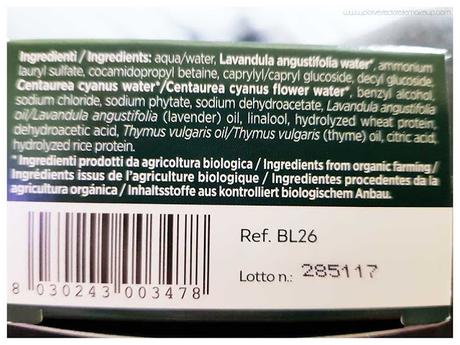 www.polveredistellemakeup.com
Ingredienti / Ingredients: aqua/water, Lavandula angustifolia water*, ammonium
lauryl sulfate, cocamidopropyl betaine, caprylyl/capryl glucoside, decyl glucoside,
Centaurea cyanus water*/Centaurea cyanus flower water*, benzyl alcohol,
sodium chloride, sodium phytate, sodium dehydroacetate, Lavandula angustifolia
oil/Lavandula angustifolia (lavender) oil, linalool, hydrolyzed wheat protein,
dehydroacetic acid, Thymus vulgaris oil/Thymus vulgaris (thyme) oil, citric acid,
hydrolyzed rice protein.
* Ingredienti prodotti da agricoltura biologica / Ingredients from organic farming /
Ingrédients issus de l'agriculture biologique / Ingredientes procedentes de la
agricultura orgánica / Inhaltsstoffe aus kontrolliert biologischem Anbau.
Ref. BL26
Lotto n.: 285117
8 030243 003478